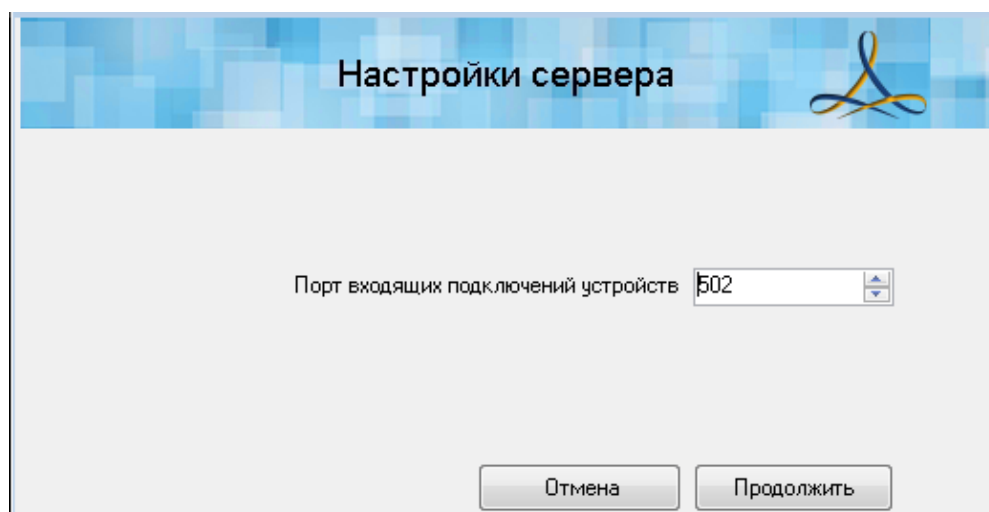 Настройки сервера
Порт входящих подключений устройств 502
Отмена Продолжить